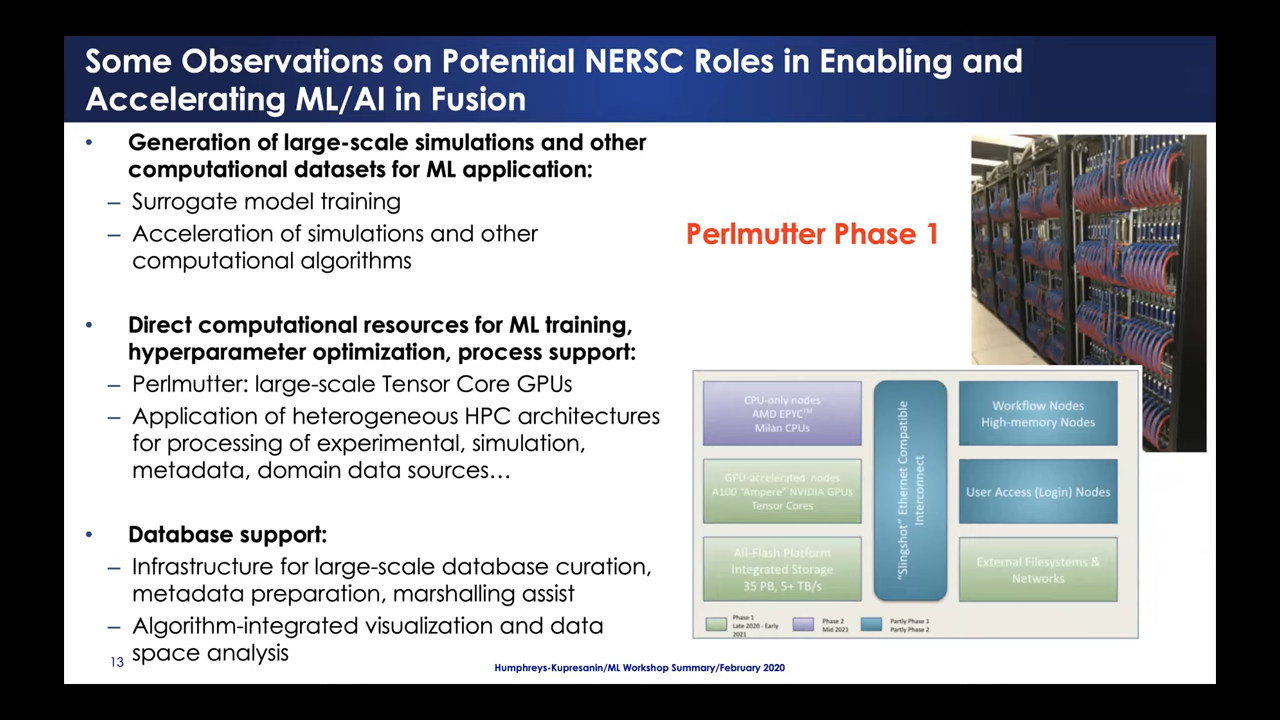 Some Observations on Potential NERSC Roles in Enabling and
Accelerating ML/AI in Fusion
• Generation of large-scale simulations and other
computational datasets for ML application:
– Surrogate model training
– Acceleration of simulations and other
computational algorithms
• Direct computational resources for ML training,
hyperparameter optimization, process support:
– Perlmutter: large-scale Tensor Core GPUs
– Application of heterogeneous HPC architectures
for processing of experimental, simulation,
metadata, domain data sources…
• Database support:
– Infrastructure for large-scale database curation,
metadata preparation, marshalling assist
– Algorithm-integrated visualization and data
space analysis
Perlmutter Phase 1
CPU-only nodes
AMD EPYC™
Milan CPUs
GPU-accelerated nodes
A100 "Ampere" NVIDIA GPUs
Tensor Cores
All-Flash Platform
Integrated Storage
35 PB, 5+ TB/s
"Slingshot" Ethernet Compatible
Interconnect
Workflow Nodes
High-memory Nodes
User Access (Login) Nodes
External Filesystems &
Networks
Phase 1
Late 2020 - Early
2021
Phase 2
Mid 2021
Partly Phase 1
Partly Phase 2
13
Humphreys-Kupresanin/ML Workshop Summary/February 2020